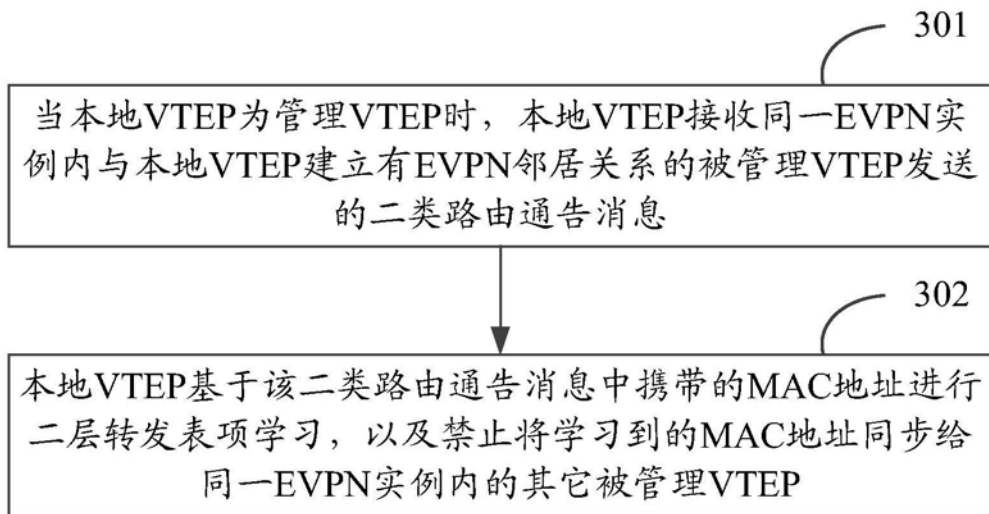 301
当本地VTEP为管理VTEP时，本地VTEP接收同一EVPN实
例内与本地VTEP建立有EVPN邻居关系的被管理VTEP发送
的二类路由通告消息
302
本地VTEP基于该二类路由通告消息中携带的MAC地址进行
二层转发表项学习，以及禁止将学习到的MAC地址同步给
同一EVPN实例内的其它被管理VTEP